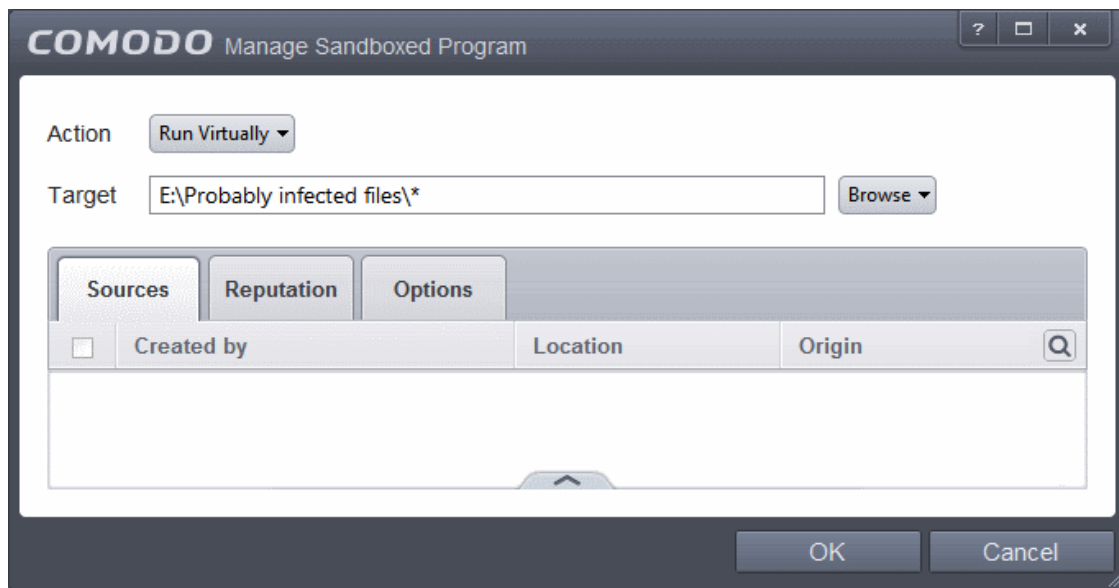 COMODO Manage Sandboxed Program ? x
Action Run Virtually
Target E:\Probably infected files\* Browse
Sources Reputation Options
Created by Location Origin
OK Cancel